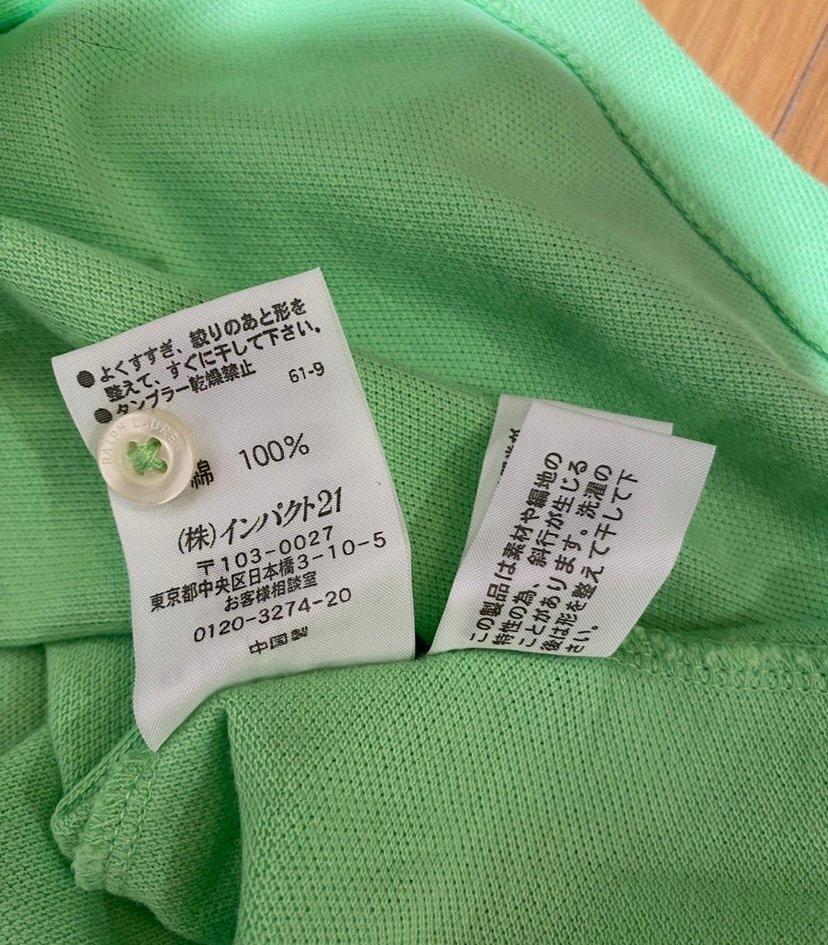 ●よくすすぎ、絞りのあと形を
整えて、すぐに干して下さい。
●タンブラー乾燥禁止
61-9
RALPH LAUREN
綿 100%
(株)インパクト21
〒103-0027
東京都中央区日本橋3-10-5
お客様相談室
0120-3274-20
中国製
この製品は素材や編地の
特性の為、斜行が生じる
ことがあります。洗濯の
後は形を整えて干して下
さい。